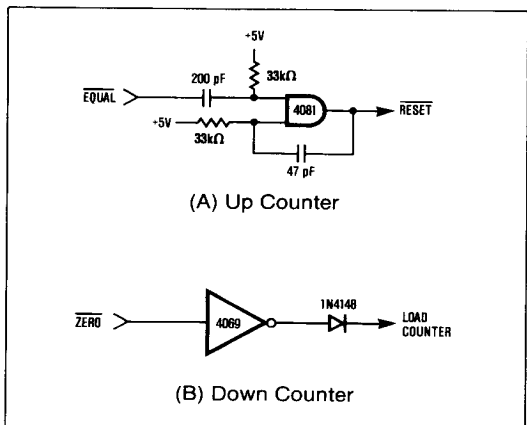 +5V
200 pF
33kΩ
EQUAL
4081
RESET
+5V
33kΩ
47 pF
(A) Up Counter
1N4148
ZERO
4069
LOAD
COUNTER
(B) Down Counter